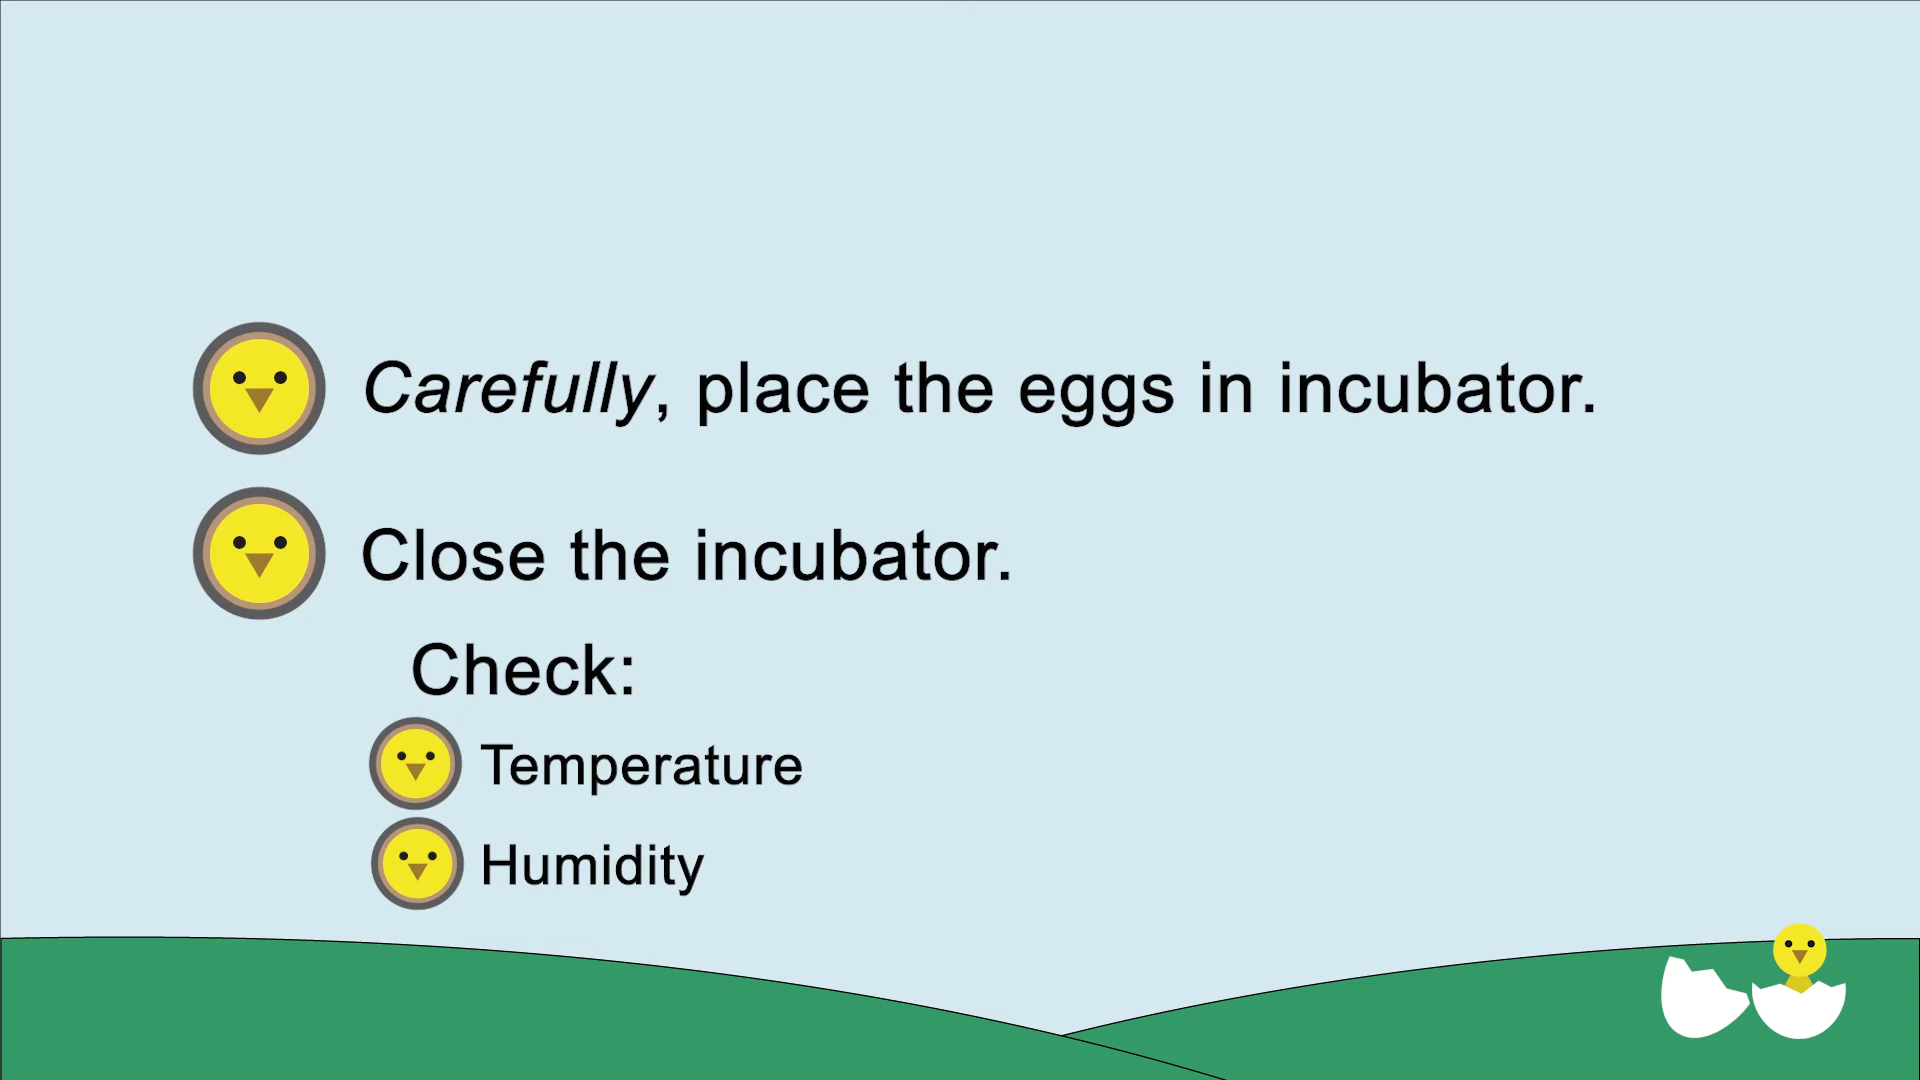 Carefully, place the eggs in incubator.
Close the incubator.
Check:
Temperature
Humidity